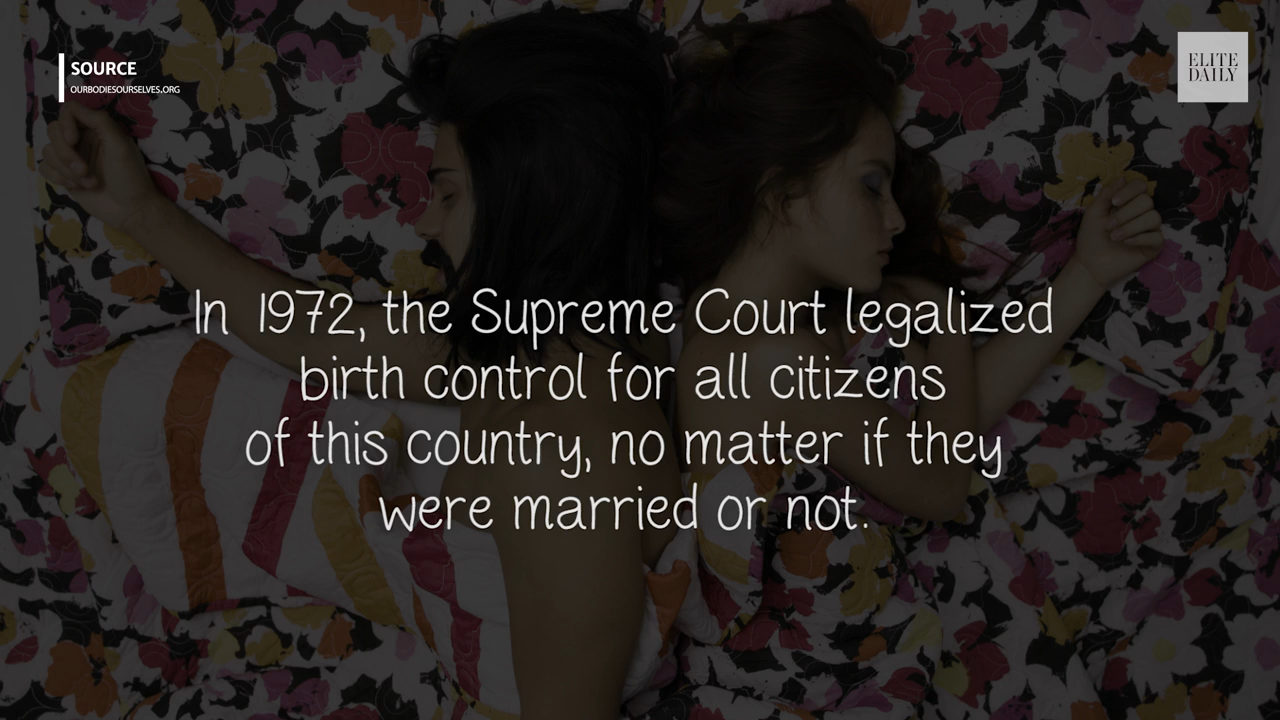 SOURCE
OURBODIESOURSELVES.ORG
ELITE
DAILY
In 1972, the Supreme Court legalized
birth control for all citizens
of this country, no matter if they
were married or not.